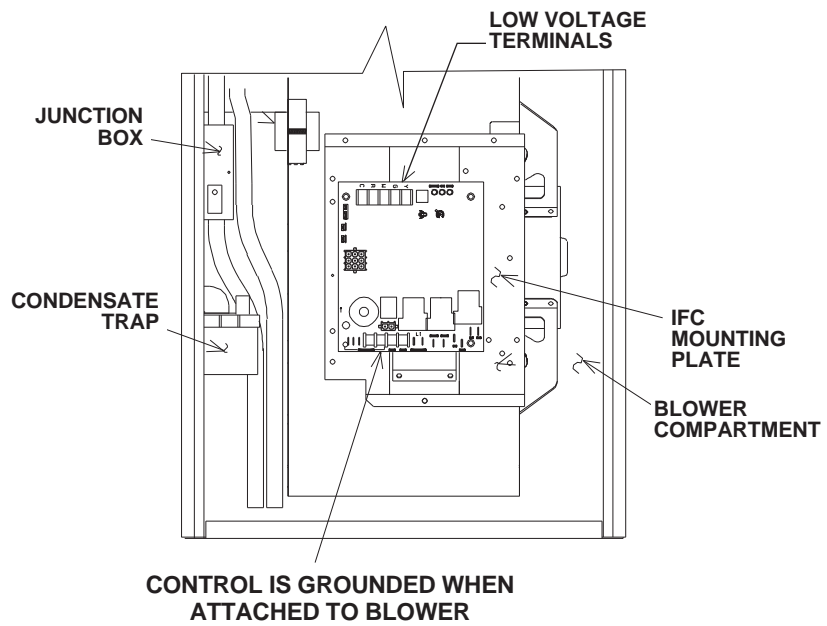 LOW VOLTAGE
TERMINALS
JUNCTION
BOX
C R W G Y
CONDENSATE
TRAP
IFC
MOUNTING
PLATE
L1
BLOWER
COMPARTMENT
CONTROL IS GROUNDED WHEN
ATTACHED TO BLOWER